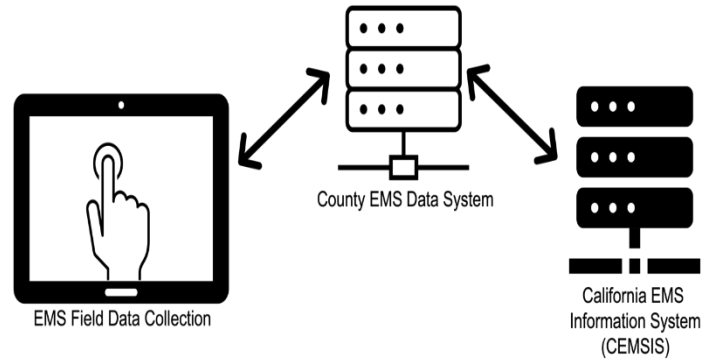 County EMS Data System
EMS Field Data Collection
California EMS
Information System
(CEMSIS)